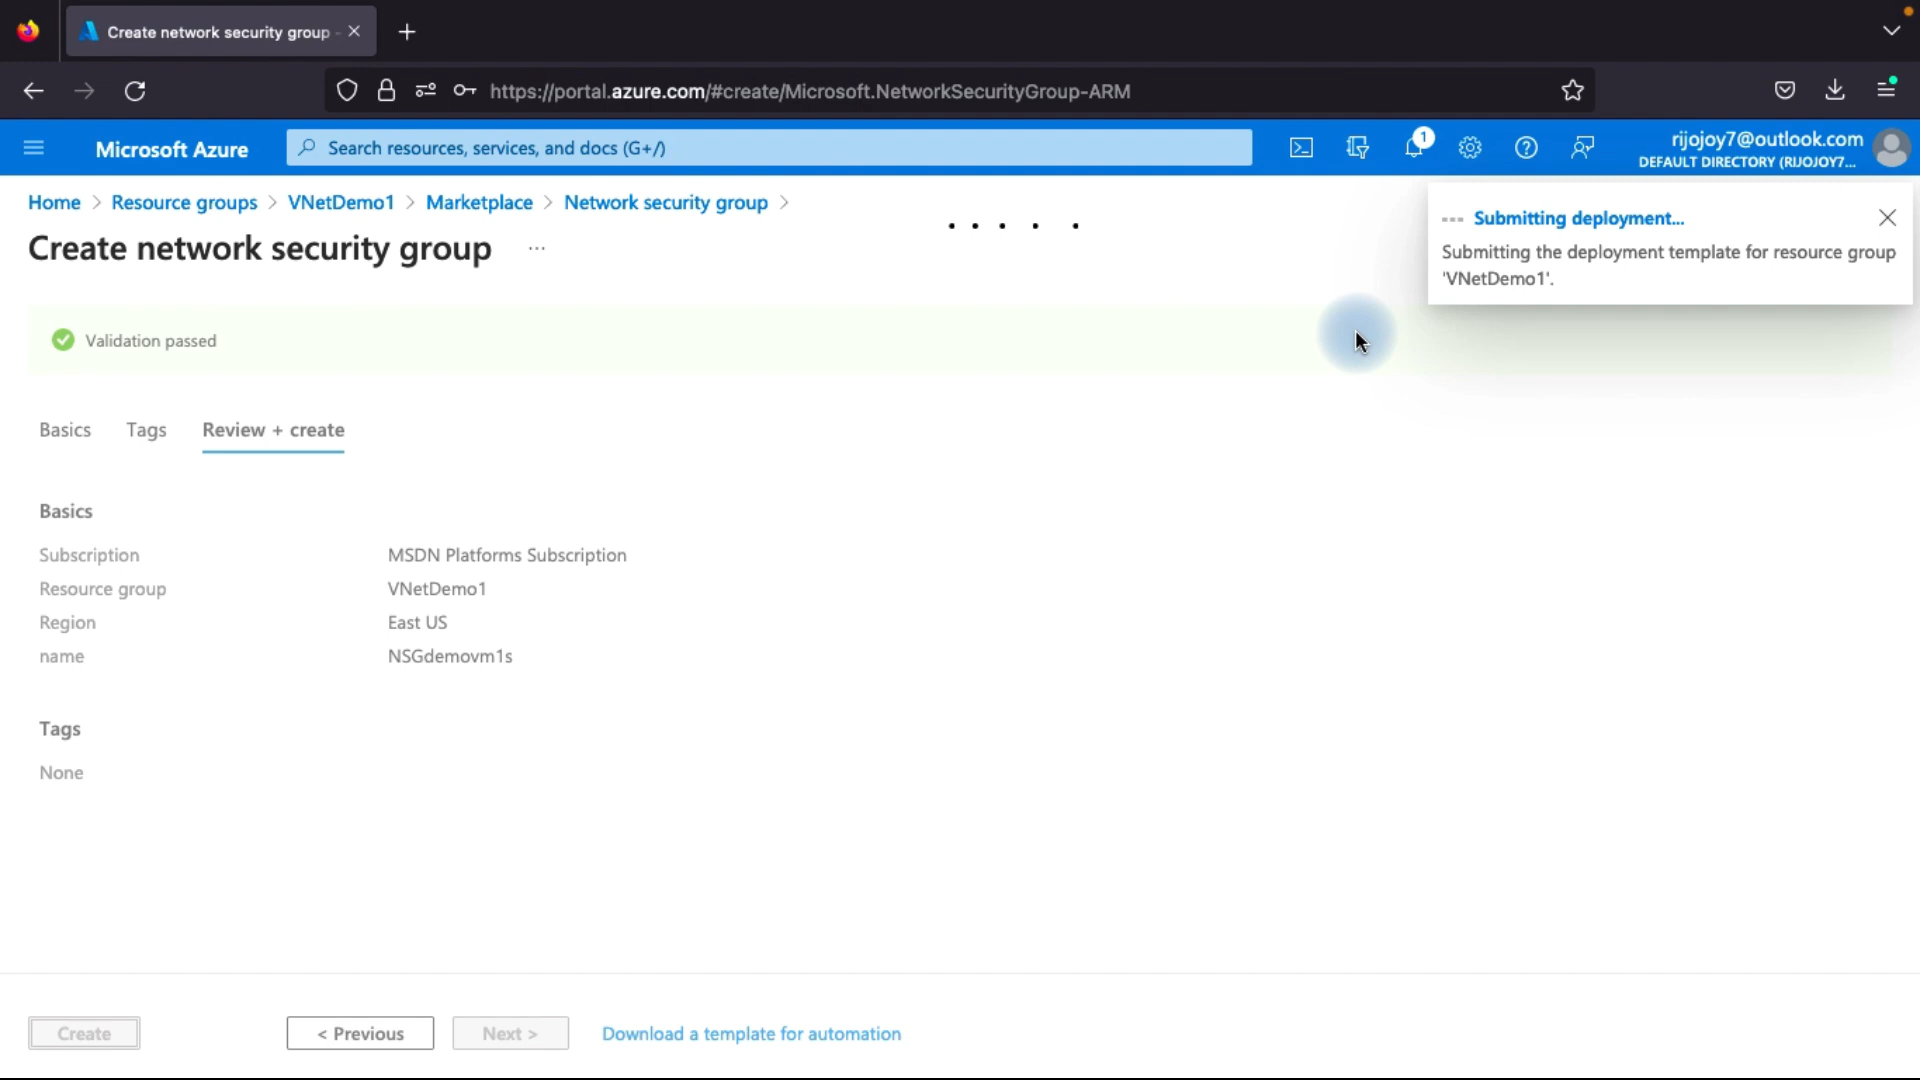 Create network security group -
https://portal.azure.com/#create/Microsoft.NetworkSecurityGroup-ARM
Microsoft Azure
Search resources, services, and docs (G+/)
1
rijojoy7@outlook.com
DEFAULT DIRECTORY (RIJOJOY7...
Home > Resource groups > VNetDemo1 > Marketplace > Network security group >
Create network security group ...
Submitting deployment...
Submitting the deployment template for resource group
'VNetDemo1'.
Validation passed
Basics Tags Review + create
Basics
Subscription MSDN Platforms Subscription
Resource group VNetDemo1
Region East US
name NSGdemovm1s
Tags
None
Create < Previous Next > Download a template for automation